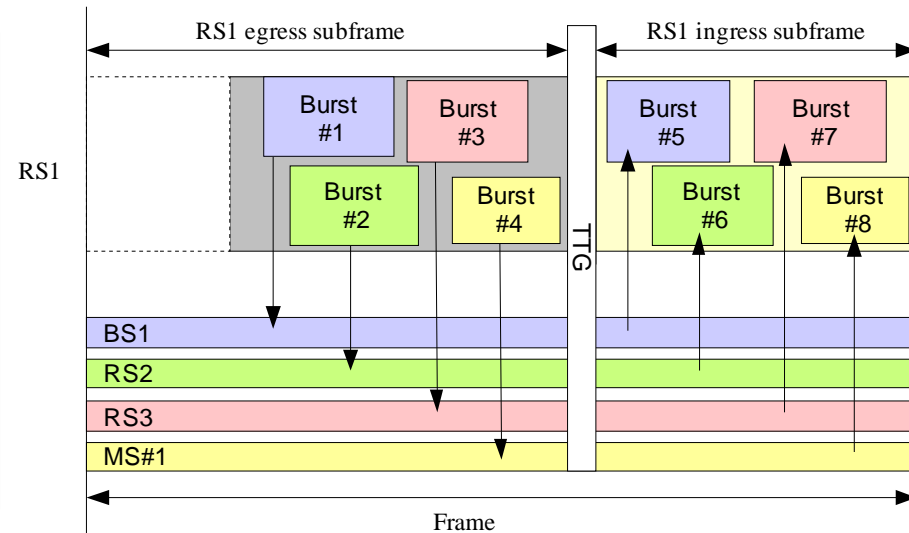 RS1 egress subframe
RS1 ingress subframe
Burst
#1
Burst
#3
Burst
#5
Burst
#7
RS1
Burst
#2
Burst
#4
Burst
#6
Burst
#8
TTG
BS1
RS2
RS3
MS#1
Frame